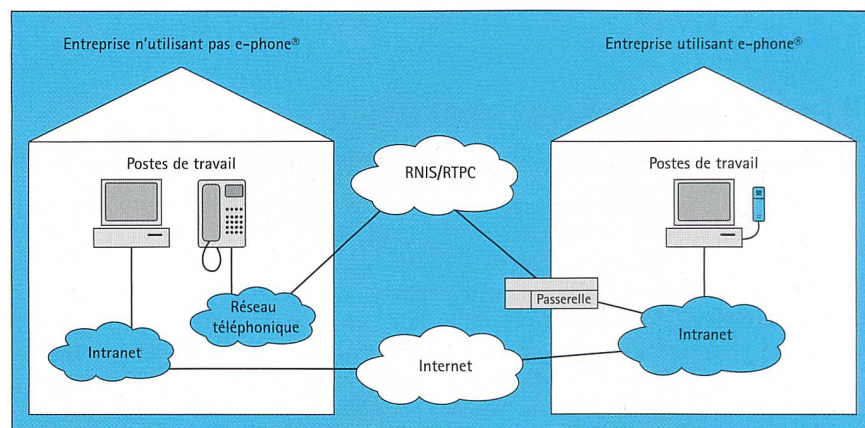 Entreprise n'utilisant pas e-phone®
Entreprise utilisant e-phone®
Postes de travail
RNIS/RTPC
Postes de travail
Passerelle
Réseau
téléphonique
Intranet
Internet
Intranet